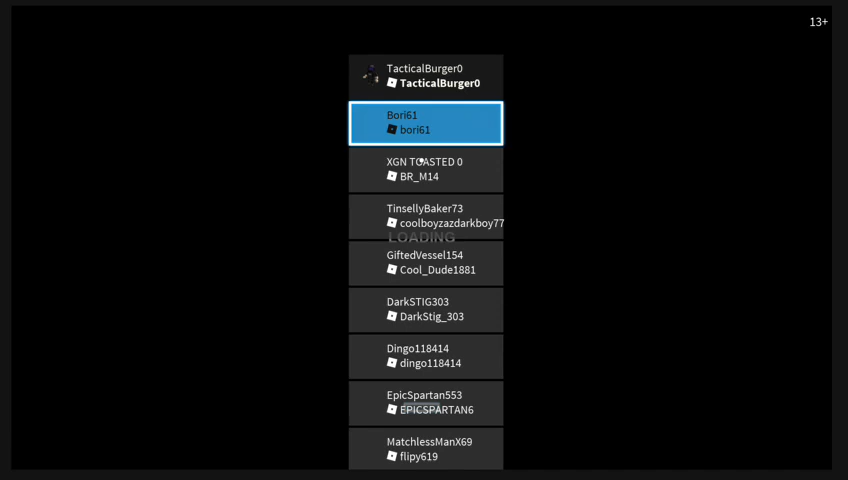 13+
TacticalBurger0
TacticalBurger0
Bori61
bori61
XGN TOASTED 0
BR_M14
TinsellyBaker73
coolboyzazdarkboy77
LOADING
GiftedVessel154
Cool_Dude1881
DarkSTIG303
DarkStig_303
Dingo118414
dingo118414
EpicSpartan553
EPICSPARTAN6
MatchlessManX69
flipy619